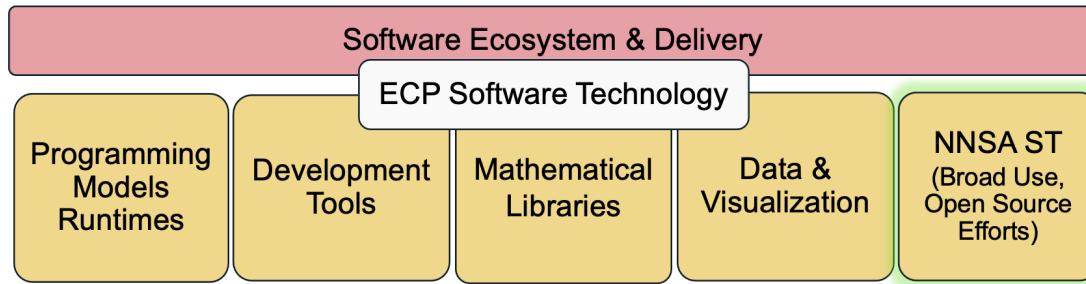 Software Ecosystem & Delivery
ECP Software Technology
Programming
Models
Runtimes
Development
Tools
Mathematical
Libraries
Data &
Visualization
NNSA ST
(Broad Use,
Open Source
Efforts)